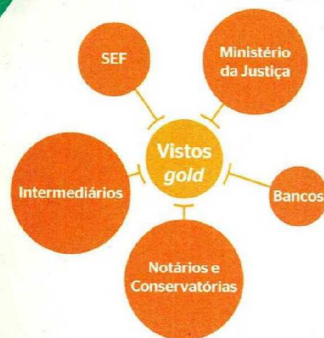 SEF
Ministério
da Justiça
Vistos
gold
Intermediários
Bancos
Notários e
Conservatórias